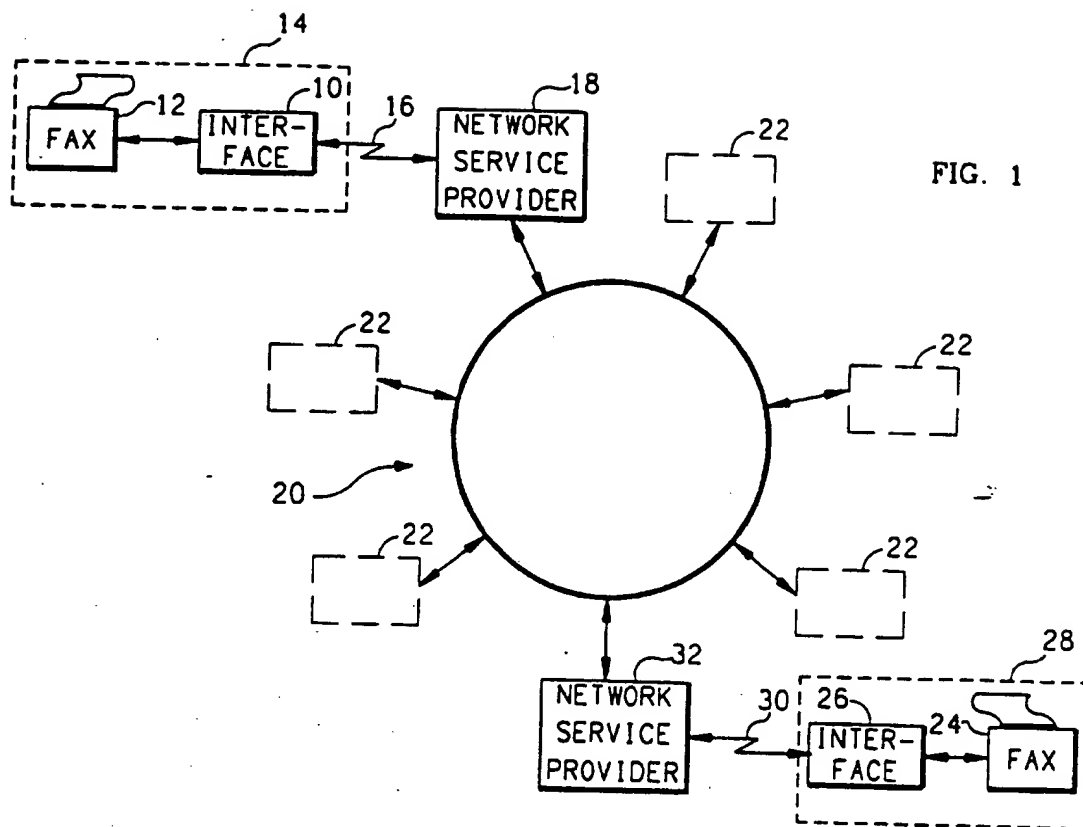 14
12
FAX
10
INTER-
FACE
16
18
NETWORK
SERVICE
PROVIDER
22
FIG. 1
22
22
20
22
22
32
NETWORK
SERVICE
PROVIDER
30
28
26
INTER-
FACE
24
FAX